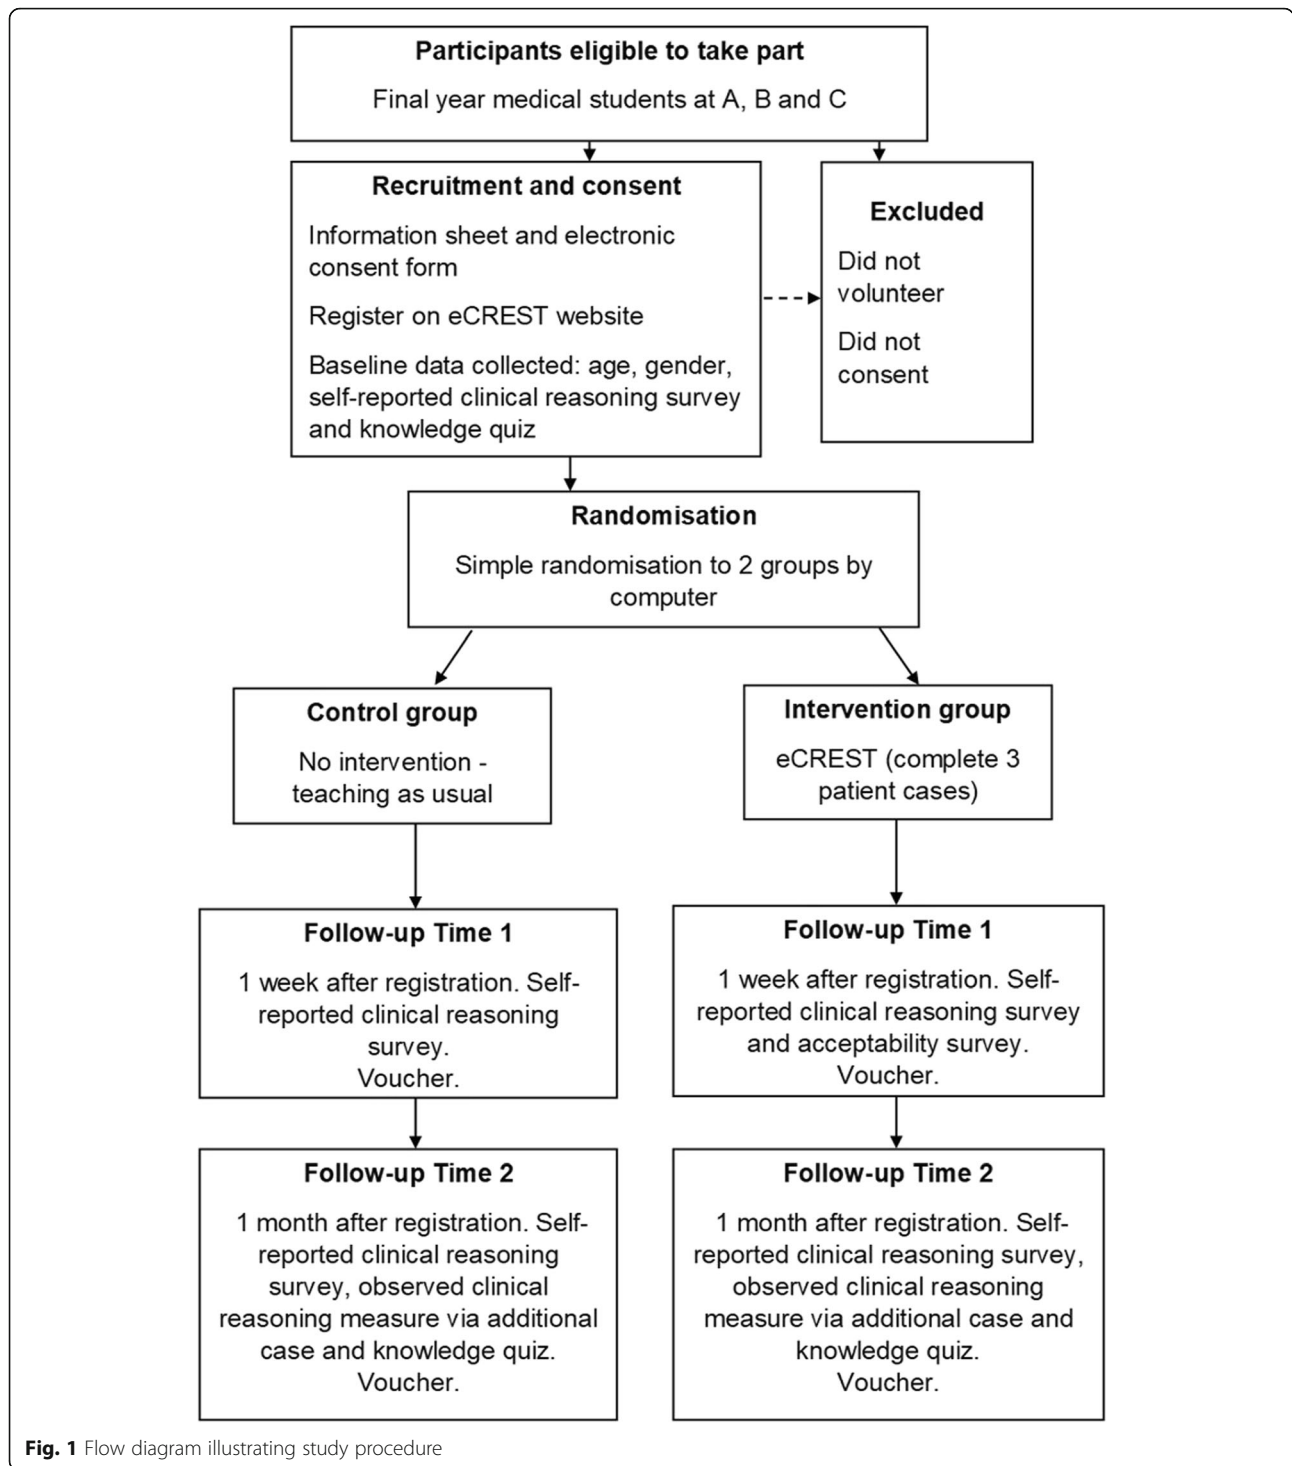 Participants eligible to take part
Final year medical students at A, B and C
Recruitment and consent
Information sheet and electronic
consent form
Register on eCREST website
Baseline data collected: age, gender,
self-reported clinical reasoning survey
and knowledge quiz
Excluded
Did not
volunteer
Did not
consent
Randomisation
Simple randomisation to 2 groups by
computer
Control group
No intervention -
teaching as usual
Intervention group
eCREST (complete 3
patient cases)
Follow-up Time 1
1 week after registration. Self-
reported clinical reasoning
survey.
Voucher.
Follow-up Time 1
1 week after registration. Self-
reported clinical reasoning survey
and acceptability survey.
Voucher.
Follow-up Time 2
1 month after registration. Self-
reported clinical reasoning
survey, observed clinical
reasoning measure via additional
case and knowledge quiz.
Voucher.
Follow-up Time 2
1 month after registration. Self-
reported clinical reasoning survey,
observed clinical reasoning
measure via additional case and
knowledge quiz.
Voucher.
Fig. 1 Flow diagram illustrating study procedure